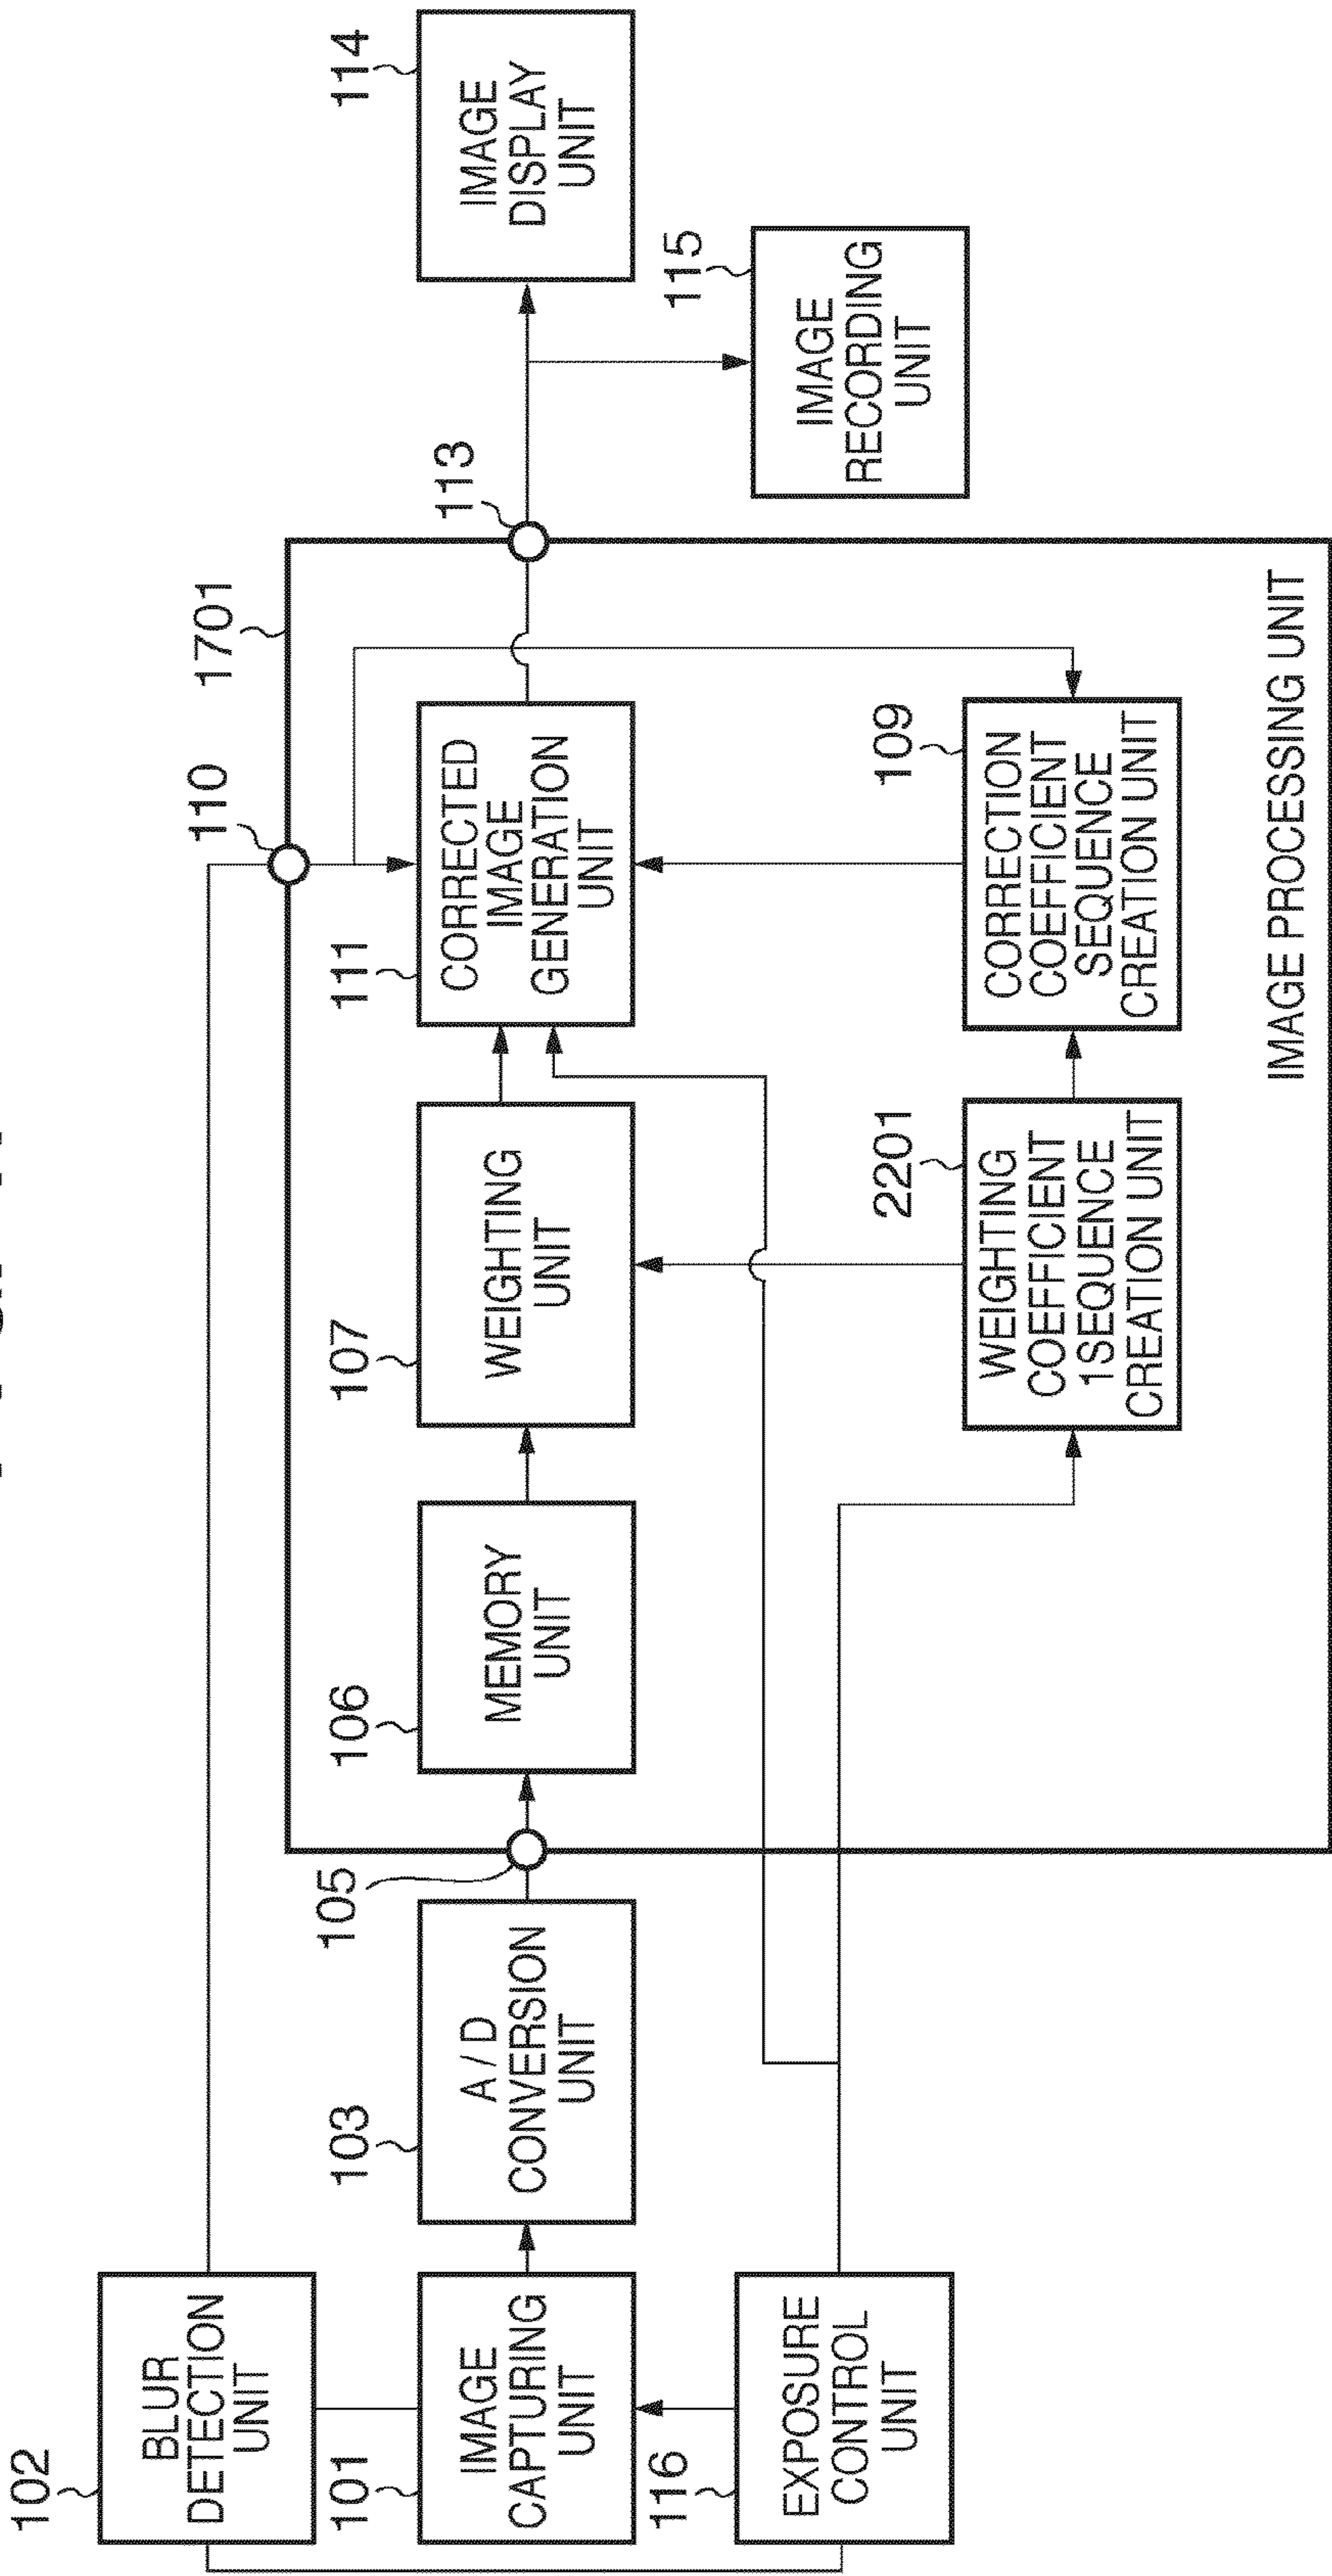 102
BLUR
DETECTION
UNIT
101
IMAGE
CAPTURING
UNIT
116
EXPOSURE
CONTROL
UNIT
103
A / D
CONVERSION
UNIT
105
106
MEMORY
UNIT
107
WEIGHTING
UNIT
2201
WEIGHTING
COEFFICIENT
1SEQUENCE
CREATION UNIT
110
1701
111
CORRECTED
IMAGE
GENERATION
UNIT
109
CORRECTION
COEFFICIENT
SEQUENCE
CREATION UNIT
IMAGE PROCESSING UNIT
113
114
IMAGE
DISPLAY
UNIT
115
IMAGE
RECORDING
UNIT